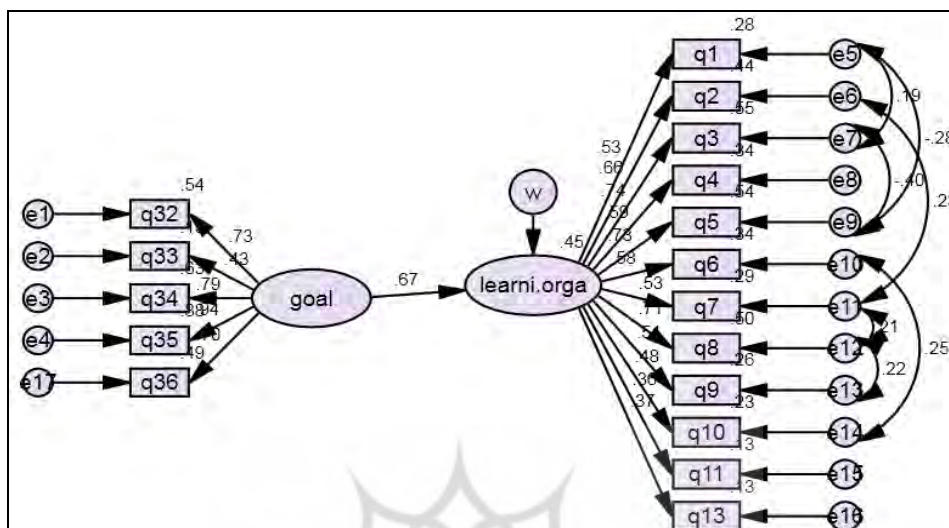 .28
q1
e5
.44
q2
e6
.19
.55
q3
e7
-.28
.34
q4
e8
-.40
.54
q5
e9
.34
q6
e10
.29
q7
e11
.50
q8
e12
.21
.25
.26
q9
e13
.22
.23
q10
e14
.13
q11
e15
.13
q13
e16
.53
.66
.74
.59
.73
.58
.53
.71
.48
.36
.37
w
.45
learni.orga
.67
goal
.54
e1
q32
.73
e2
q33
.43
e3
q34
.79
e4
q35
e17
.49
q36